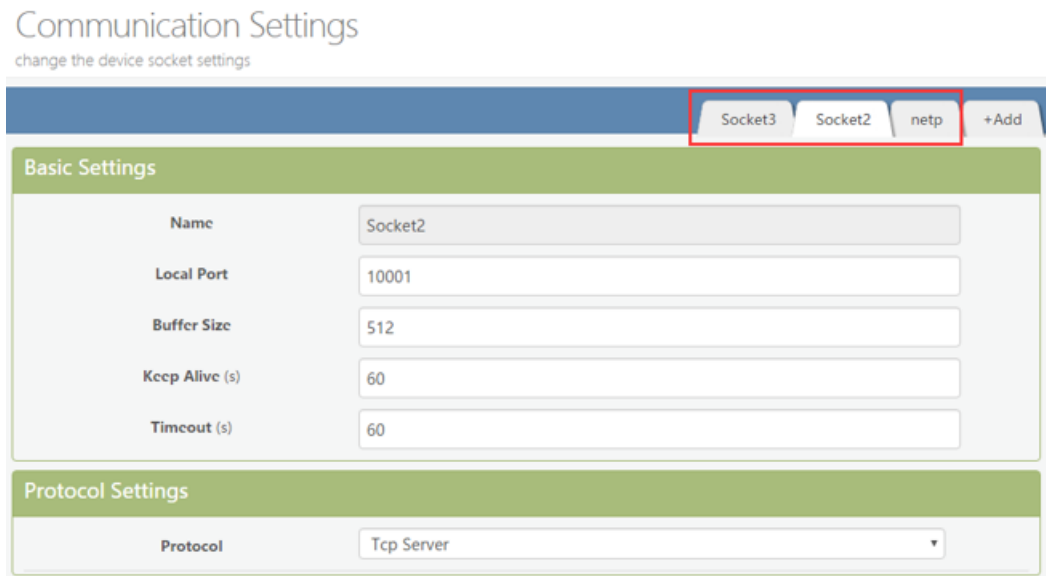 Communication Settings
change the device socket settings
Socket3 Socket2 netp +Add
Basic Settings
Name Socket2
Local Port 10001
Buffer Size 512
Keep Alive (s) 60
Timeout (s) 60
Protocol Settings
Protocol Tcp Server